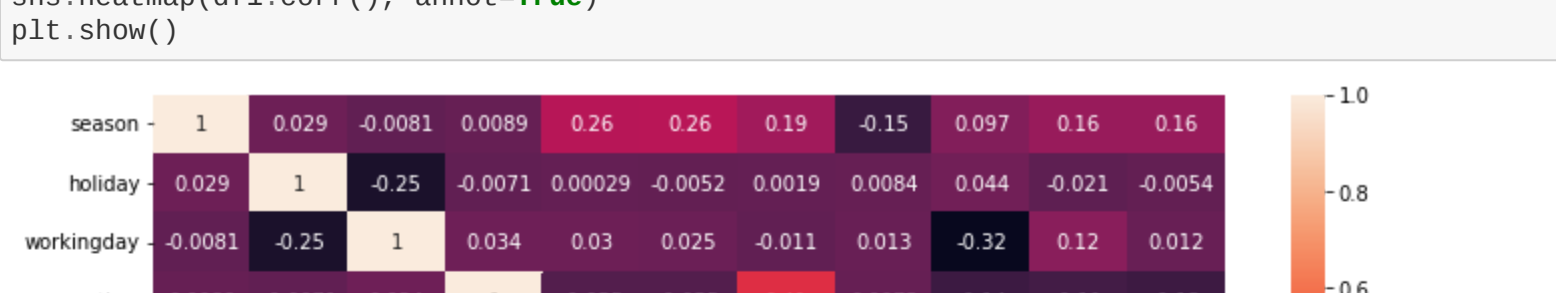 plt.show()
season 1 0.029 -0.0081 0.0089 0.26 0.26 0.19 -0.15 0.097 0.16 0.16
1.0
holiday 0.029 1 -0.25 -0.0071 0.00029 -0.0052 0.0019 0.0084 0.044 -0.021 -0.0054
0.8
workingday -0.0081 -0.25 1 0.034 0.03 0.025 -0.011 0.013 -0.32 0.12 0.012
0.6